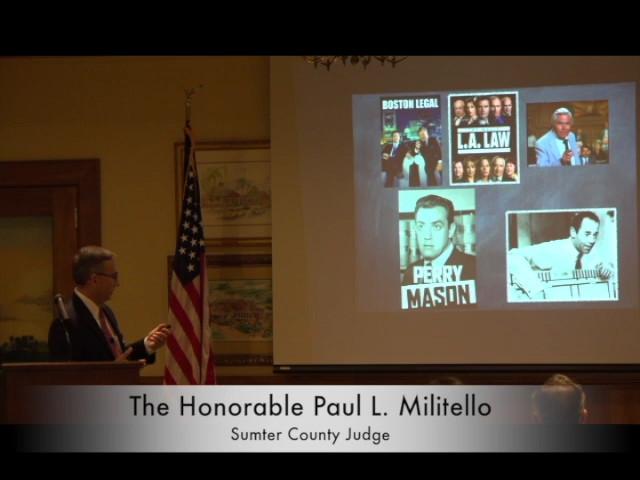 BOSTON LEGAL
L.A. LAW
PERRY
MASON
The Honorable Paul L. Militello
Sumter County Judge